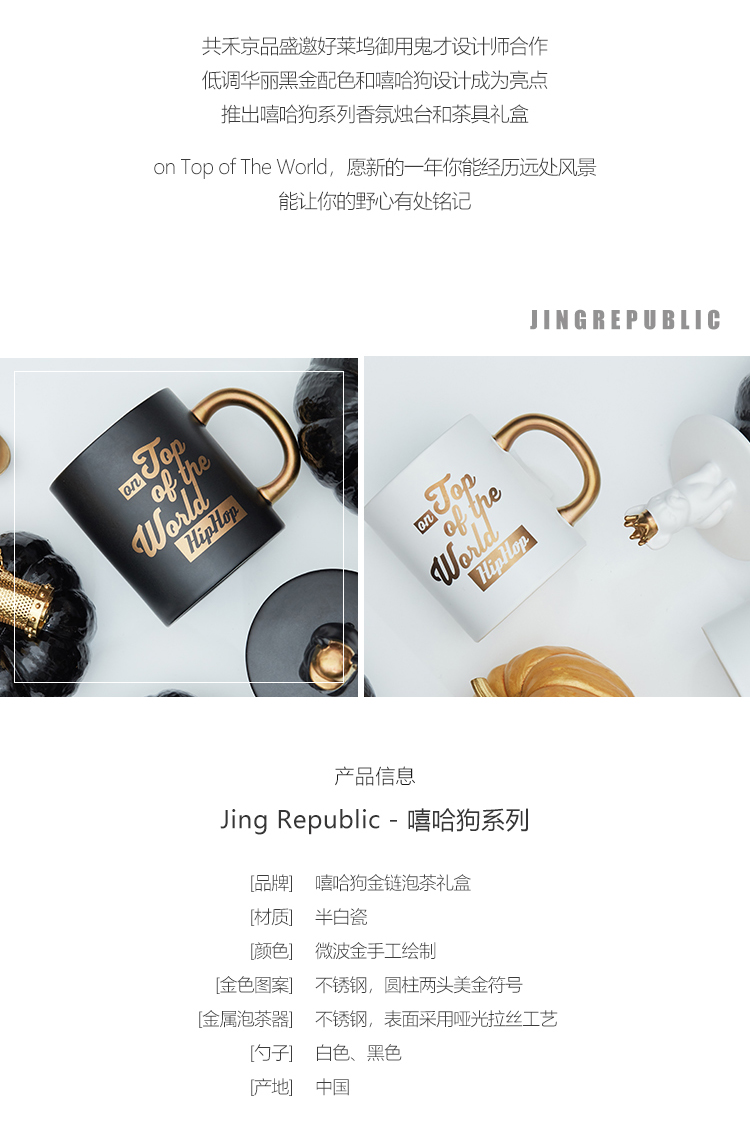 共禾京品盛邀好莱坞御用鬼才设计师合作
低调华丽黑金配色和嘻哈狗设计成为亮点
推出嘻哈狗系列香氛烛台和茶具礼盒
on Top of The World，愿新的一年你能经历远处风景
能让你的野心有处铭记
JINGREPUBLIC
on Top
of the
World
HipHop
on Top
of the
World
HipHop
产品信息
Jing Republic - 嘻哈狗系列
[品牌] 嘻哈狗金链泡茶礼盒
[材质] 半白瓷
[颜色] 微波金手工绘制
[金色图案] 不锈钢，圆柱两头美金符号
[金属泡茶器] 不锈钢，表面采用哑光拉丝工艺
[勺子] 白色、黑色
[产地] 中国